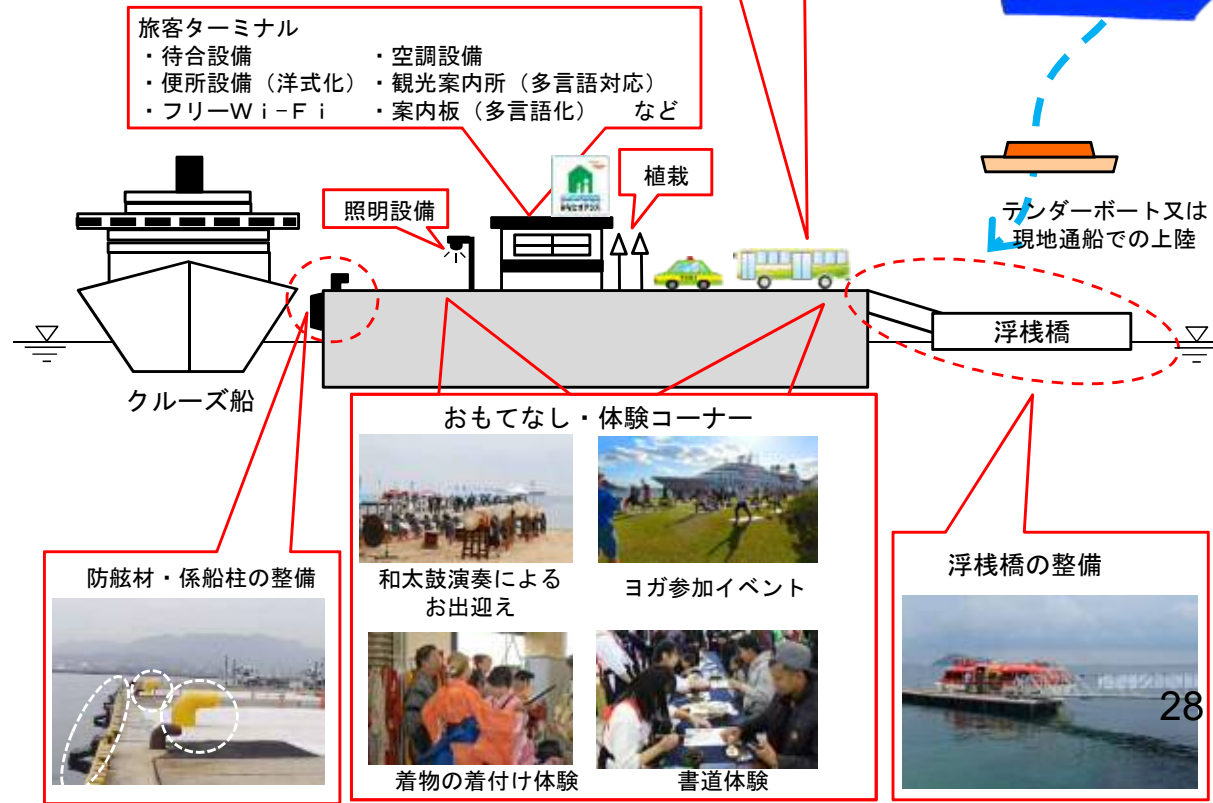 旅客ターミナル
・待合設備　・空調設備
・便所設備（洋式化）・観光案内所（多言語対応）
・フリーＷｉ-Ｆｉ　・案内板（多言語化）　など
照明設備
植栽
テンダーボート又は
現地通船での上陸
浮桟橋
クルーズ船
おもてなし・体験コーナー
和太鼓演奏による
お出迎え
ヨガ参加イベント
着物の着付け体験
書道体験
防舷材・係船柱の整備
浮桟橋の整備
28